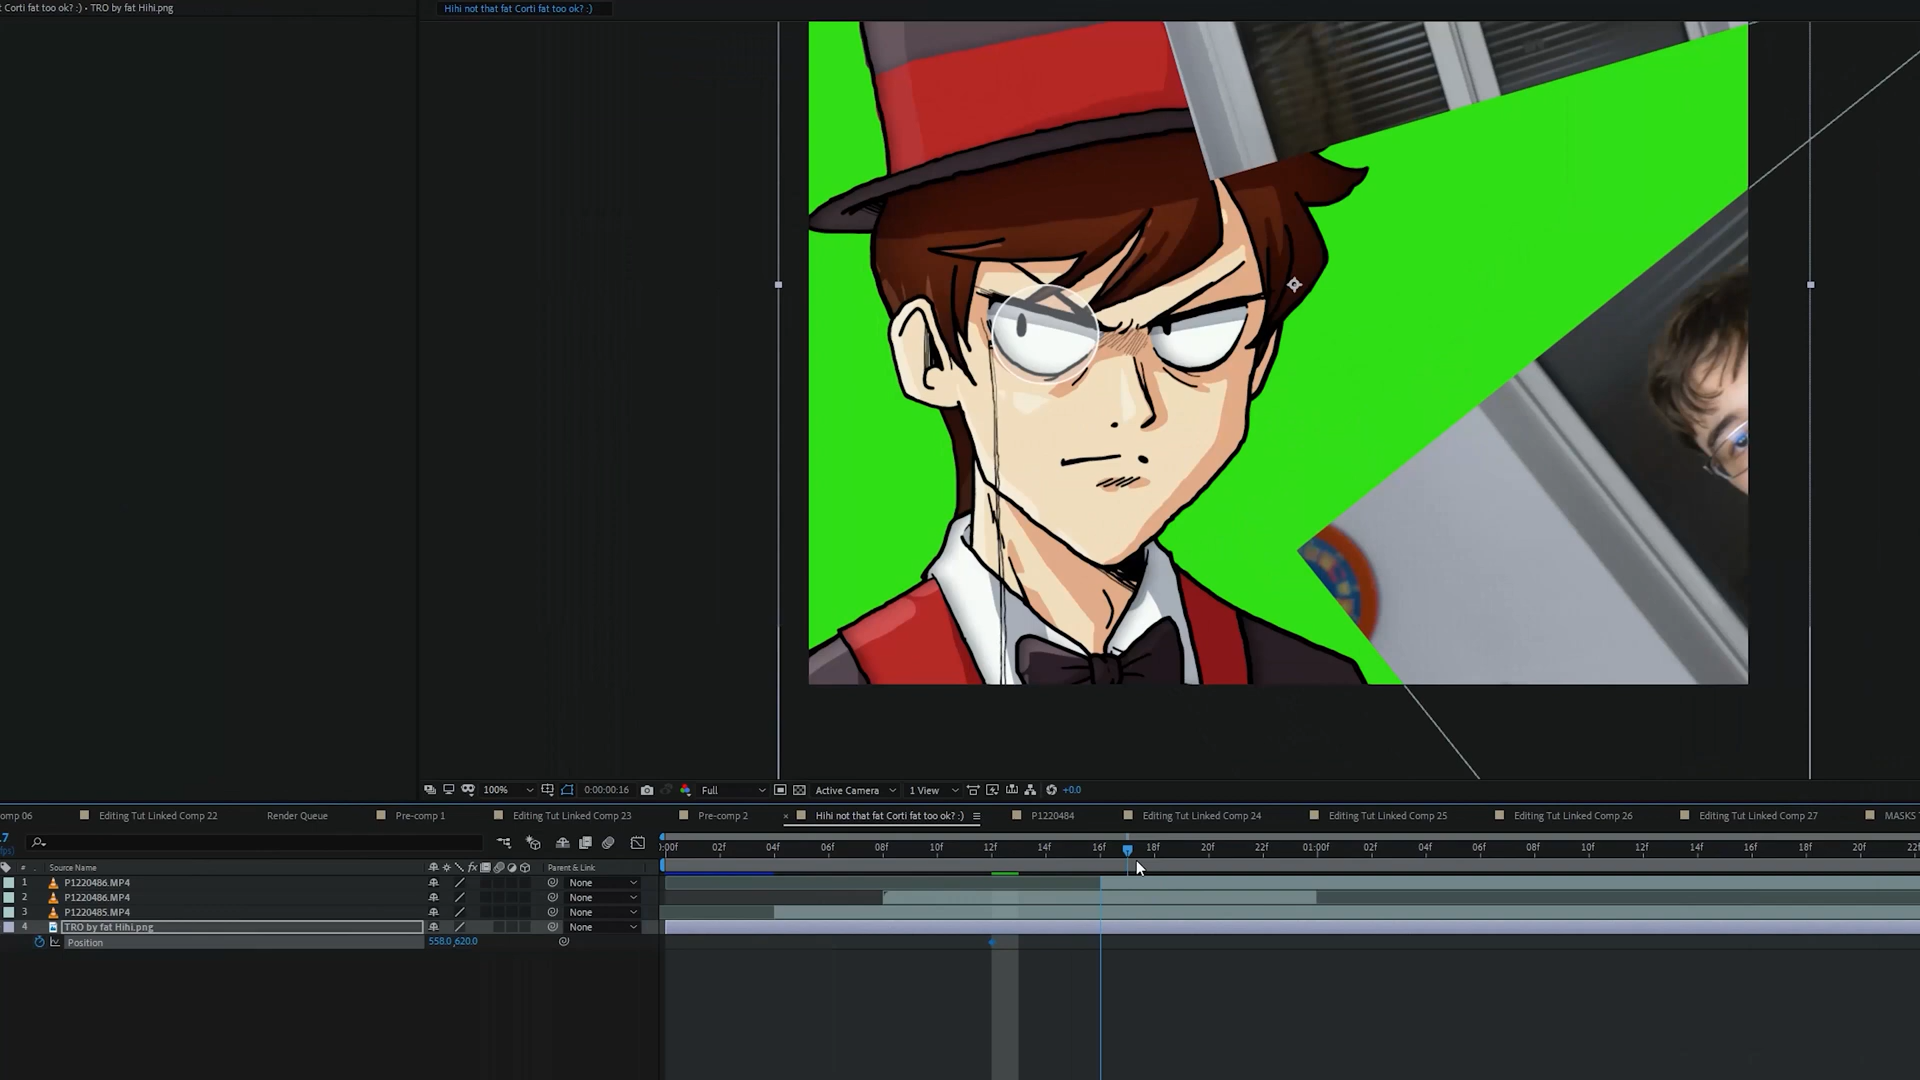 t Corti fat too ok? :) • TRO by fat Hihi.png
Hihi not that fat Corti fat too ok? :)
100%
0:00:00:16
Full
Active Camera
1 View
+0.0
omp 06
Editing Tut Linked Comp 22
Render Queue
Pre-comp 1
Editing Tut Linked Comp 23
Pre-comp 2
× Hihi not that fat Corti fat too ok? :)
P1220484
Editing Tut Linked Comp 24
Editing Tut Linked Comp 25
Editing Tut Linked Comp 26
Editing Tut Linked Comp 27
MASKS
.7
fps)
:00f 02f 04f 06f 08f 10f 12f 14f 16f 18f 20f 22f 01:00f 02f 04f 06f 08f 10f 12f 14f 16f 18f 20f 22f
# Source Name fx Parent & Link
1 P1220486.MP4 None
2 P1220486.MP4 None
3 P1220485.MP4 None
4 TRO by fat Hihi.png None
Position 558.0,620.0